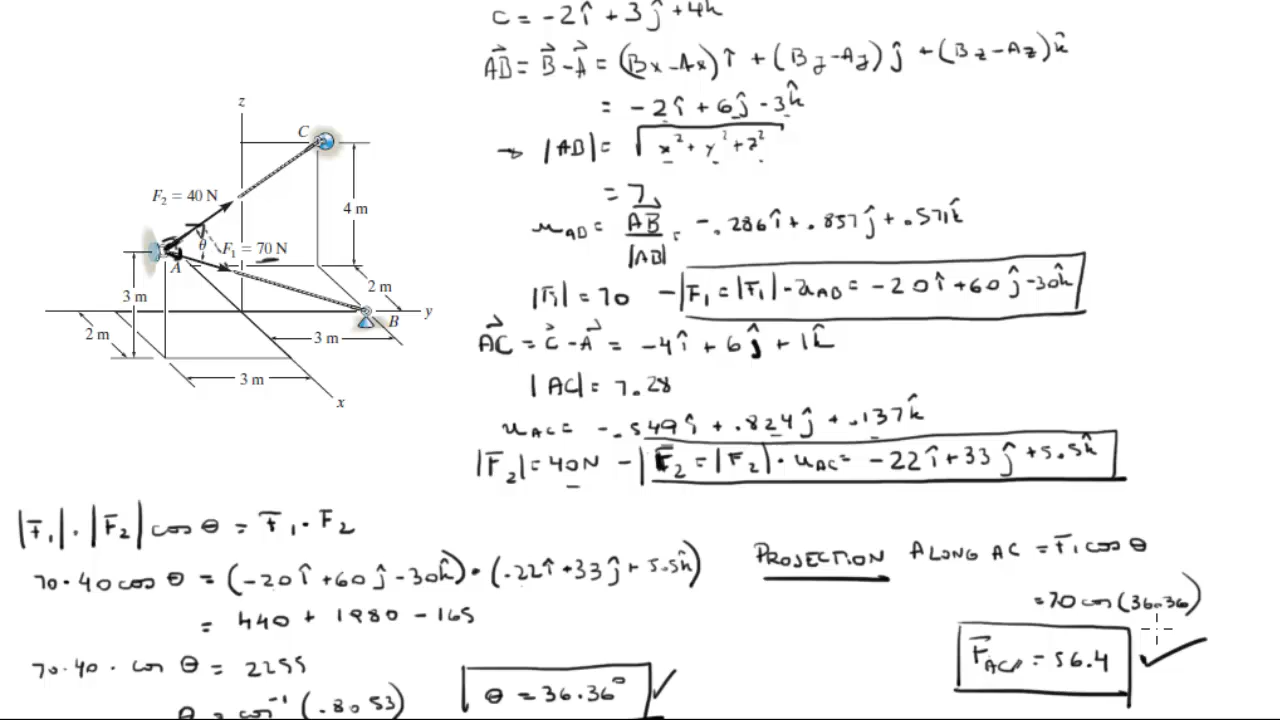 C = -2î + 3ĵ + 4k
AB = B - A = (Bx - Ax)î + (By - Ay)ĵ + (Bz - Az)k̂
= -2î + 6ĵ - 3k̂
→ |AB| = √x² + y² + z²
= 7
u_AB = AB/|AB| = -.286î + .857ĵ + .571k̂
|F₁| = 70 - F₁ = |F₁| · u_AB = -20î + 60ĵ - 30k̂
AC = C - A = -4î + 6ĵ + 1k̂
|AC| = 7.28
u_AC = -.549î + .824ĵ + .137k̂
|F₂| = 40N - F₂ = |F₂| · u_AC = -22î + 33ĵ + 5.5k̂
z
C
F₂ = 40 N
4 m
θ
F₁ = 70 N
A
3 m
2 m
B
y
2 m
3 m
3 m
x
|F₁| · |F₂| cos θ = F₁ · F₂
70·40 cos θ = (-20î + 60ĵ - 30k̂) · (-22î + 33ĵ + 5.5k̂)
= 440 + 1980 - 165
70·40 · cos θ = 2255
θ = cos⁻¹ (.8053)
θ = 36.36°
PROJECTION ALONG AC = F₁ cos θ
= 70 cos(36.36)
F_AC∥ = 56.4